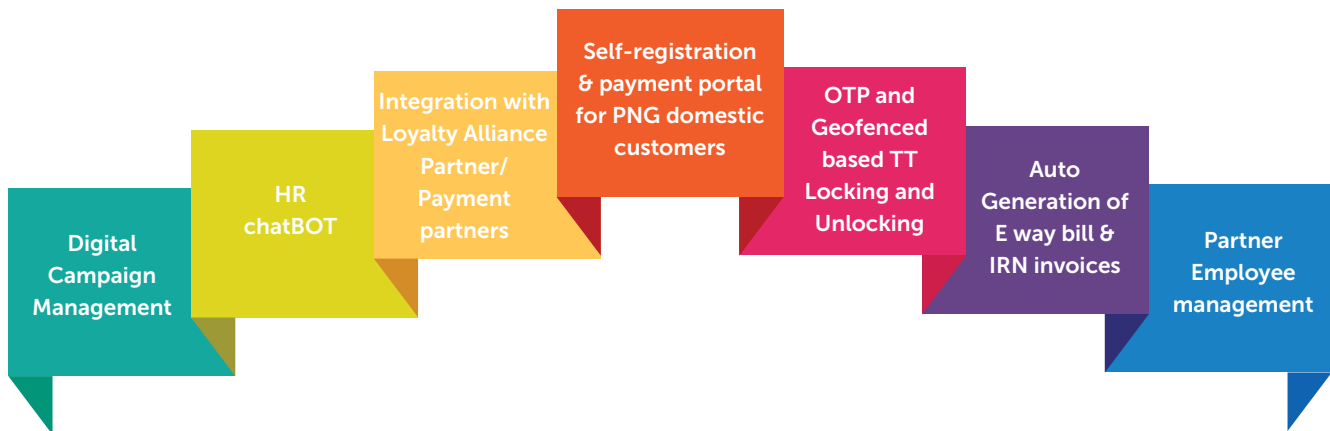 Digital
Campaign
Management
HR
chatBOT
Integration with
Loyalty Alliance
Partner/
Payment
partners
Self-registration
& payment portal
for PNG domestic
customers
OTP and
Geofenced
based TT
Locking and
Unlocking
Auto
Generation of
E way bill &
IRN invoices
Partner
Employee
management